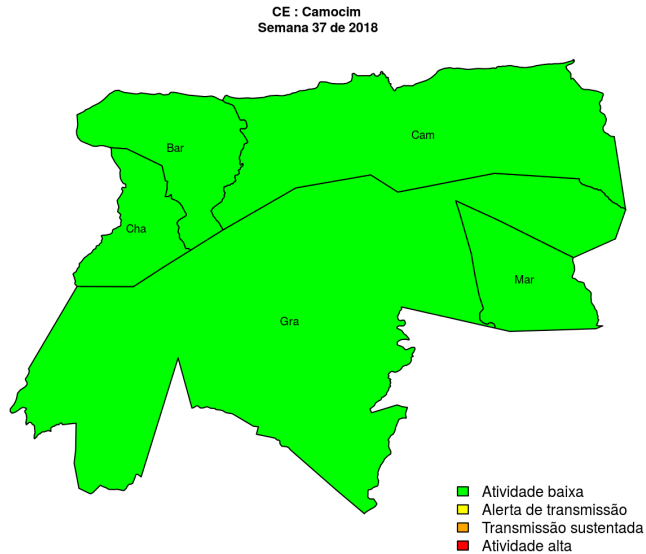 CE : Camocim
Semana 37 de 2018
Bar
Cam
Cha
Mar
Gra
Atividade baixa
Alerta de transmissão
Transmissão sustentada
Atividade alta